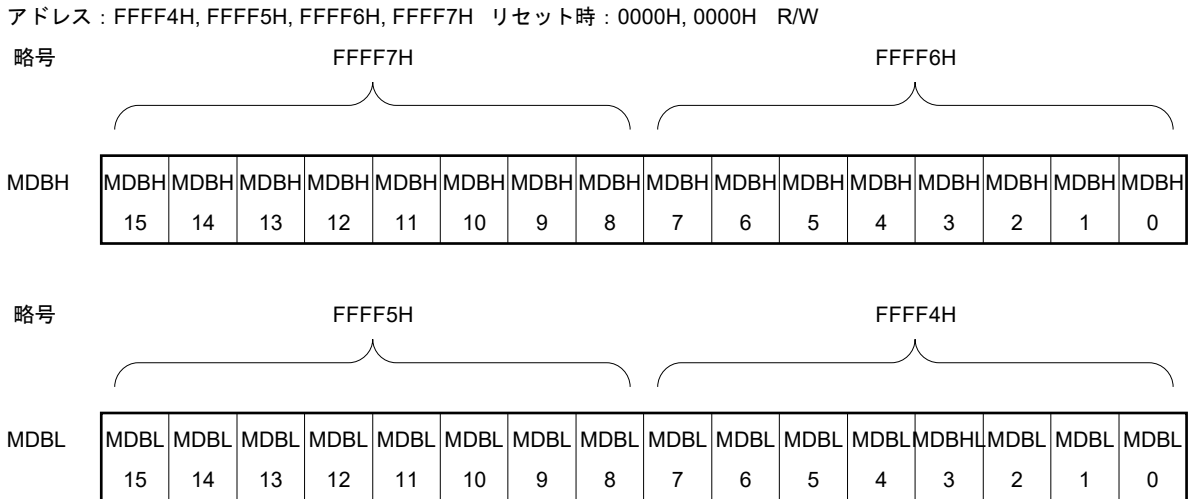 アドレス：FFFF4H, FFFF5H, FFFF6H, FFFF7H リセット時：0000H, 0000H R/W
略号 FFFF7H FFFF6H
MDBH MDBH MDBH MDBH MDBH MDBH MDBH MDBH MDBH MDBH MDBH MDBH MDBH MDBH MDBH MDBH MDBH
15 14 13 12 11 10 9 8 7 6 5 4 3 2 1 0
略号 FFFF5H FFFF4H
MDBL MDBL MDBL MDBL MDBL MDBL MDBL MDBL MDBL MDBL MDBL MDBL MDBL MDBHL MDBL MDBL MDBL
15 14 13 12 11 10 9 8 7 6 5 4 3 2 1 0